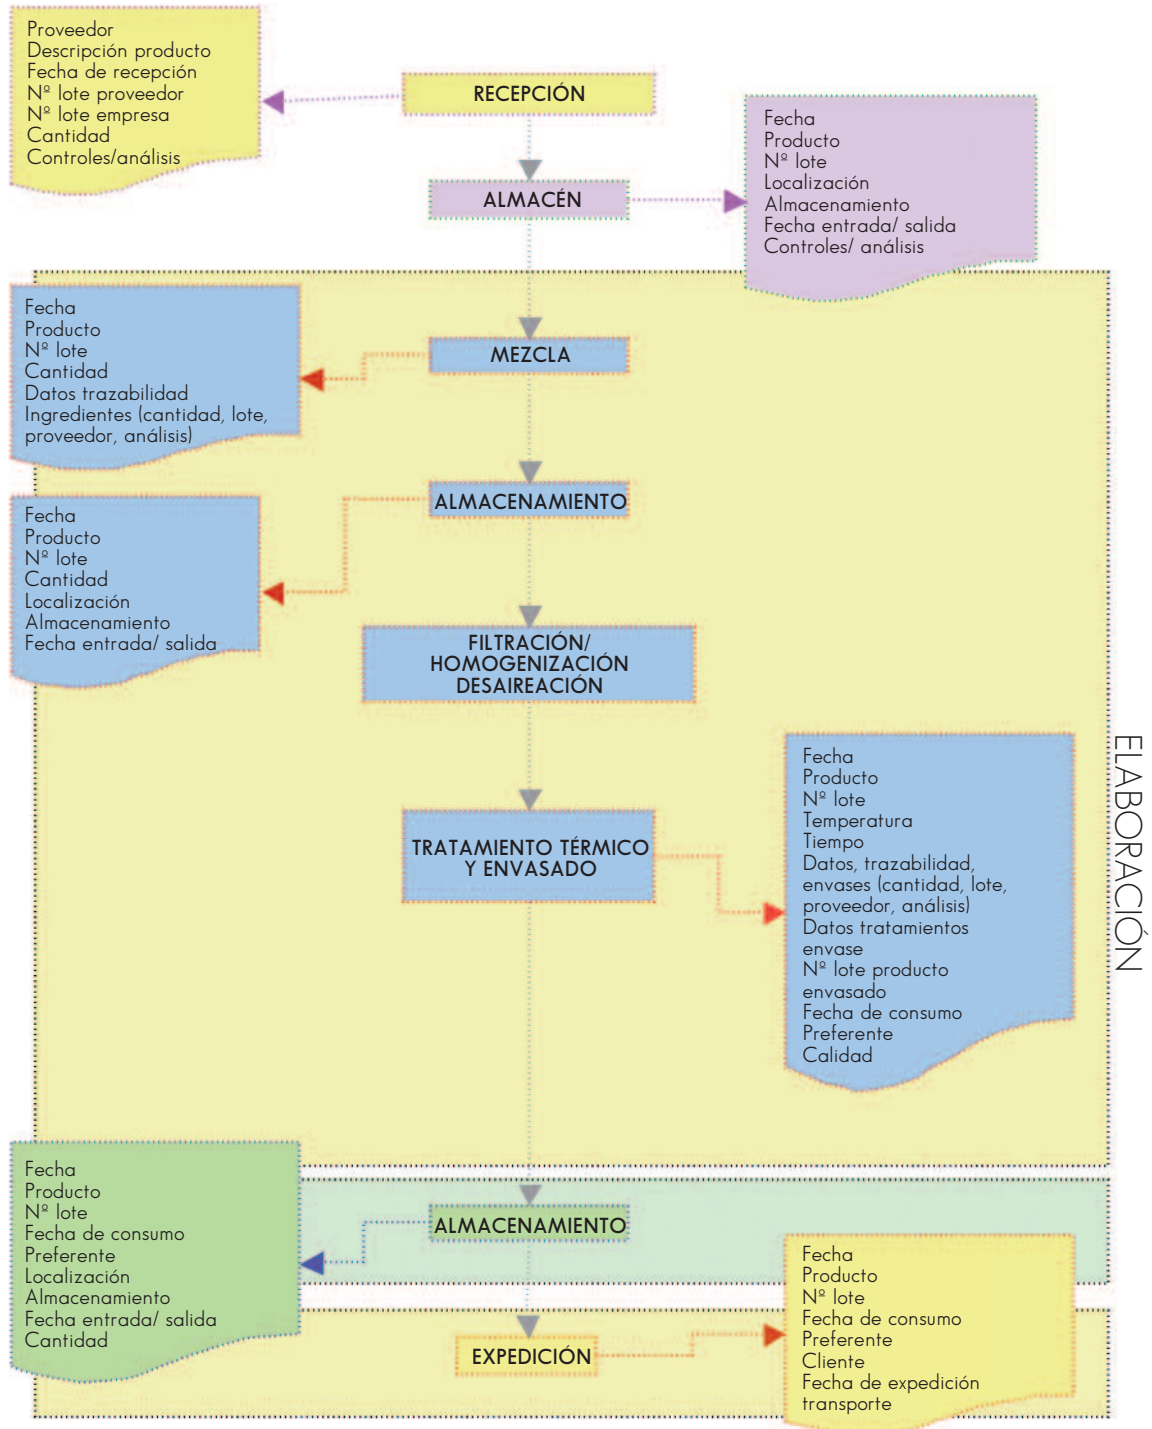 Proveedor
Descripción producto
Fecha de recepción
Nº lote proveedor
Nº lote empresa
Cantidad
Controles/análisis
RECEPCIÓN
ALMACÉN
Fecha
Producto
Nº lote
Localización
Almacenamiento
Fecha entrada/ salida
Controles/ análisis
MEZCLA
Fecha
Producto
Nº lote
Cantidad
Datos trazabilidad
Ingredientes (cantidad, lote,
proveedor, análisis)
ALMACENAMIENTO
Fecha
Producto
Nº lote
Cantidad
Localización
Almacenamiento
Fecha entrada/ salida
FILTRACIÓN/
HOMOGENIZACIÓN
DESAIREACIÓN
TRATAMIENTO TÉRMICO
Y ENVASADO
Fecha
Producto
Nº lote
Temperatura
Tiempo
Datos, trazabilidad,
envases (cantidad, lote,
proveedor, análisis)
Datos tratamientos
envase
Nº lote producto
envasado
Fecha de consumo
Preferente
Calidad
ELABORACIÓN
ALMACENAMIENTO
Fecha
Producto
Nº lote
Fecha de consumo
Preferente
Localización
Almacenamiento
Fecha entrada/ salida
Cantidad
EXPEDICIÓN
Fecha
Producto
Nº lote
Fecha de consumo
Preferente
Cliente
Fecha de expedición
transporte